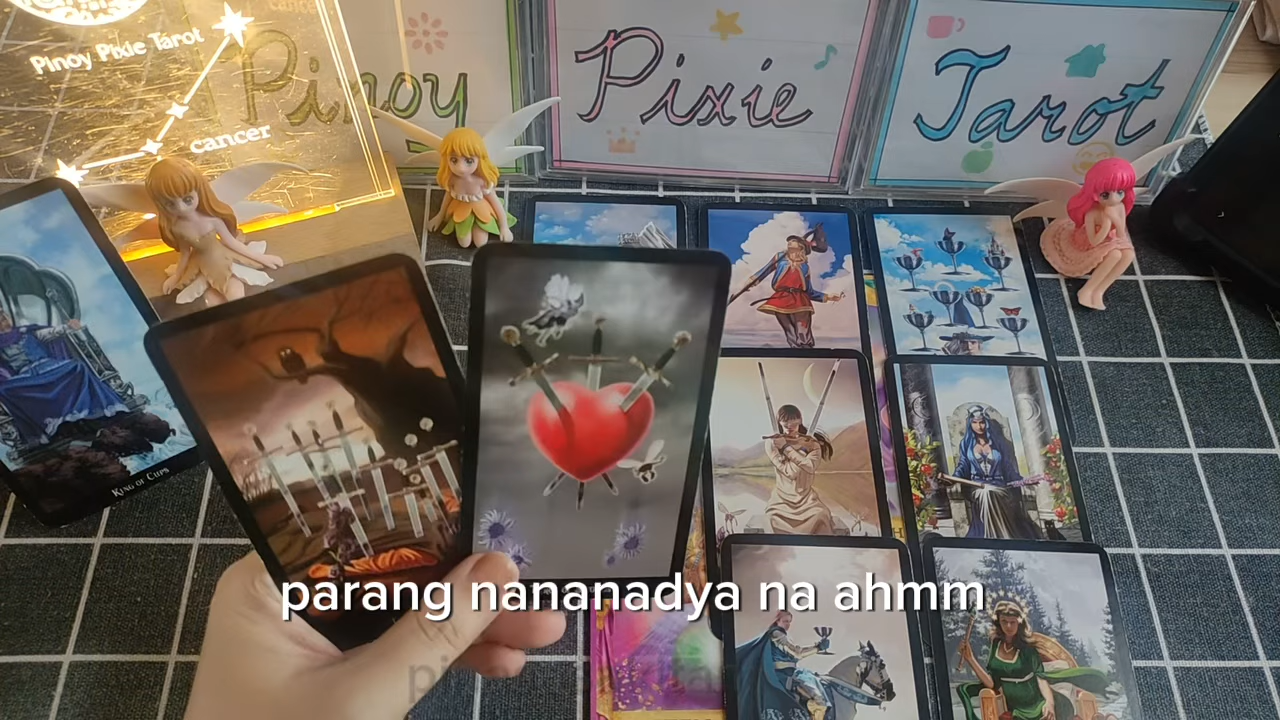 Pinoy Pixie Tarot
cancer
Pinoy
Pixie
Tarot
KING OF CUPS
parang nananadya na ahmm